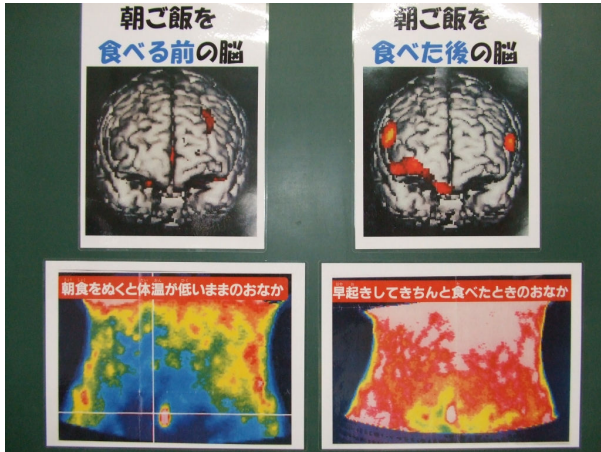 朝ご飯を
食べる前の脳
朝ご飯を
食べた後の脳
朝食をぬくと体温が低いままのおなか
早起きしてきちんと食べたときのおなか